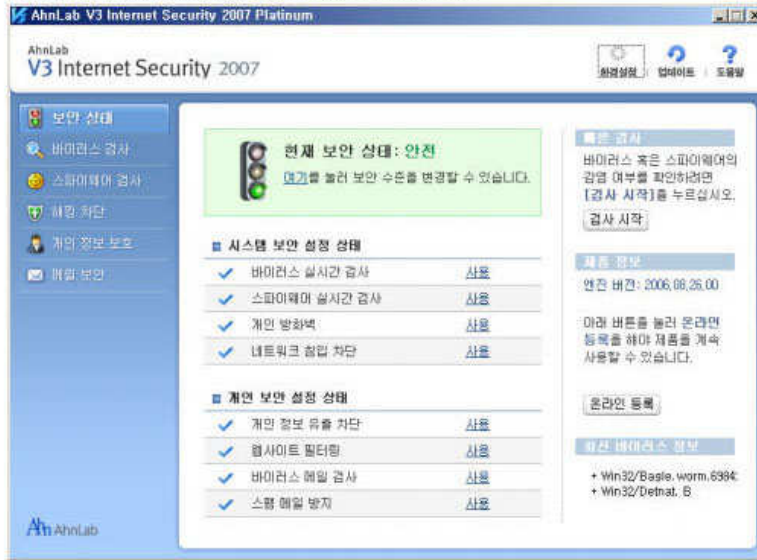 AhnLab V3 Internet Security 2007 Platinum
AhnLab
V3 Internet Security 2007
환경설정
업데이트
도움말
보안 상태
바이러스 검사
스파이웨어 검사
해킹 차단
개인 정보 보호
메일 보안
현재 보안 상태: 안전
여기를 눌러 보안 수준을 변경할 수 있습니다.
시스템 보안 설정 상태
바이러스 실시간 검사 사용
스파이웨어 실시간 검사 사용
개인 방화벽 사용
네트워크 침입 차단 사용
개인 보안 설정 상태
개인 정보 유출 차단 사용
웹사이트 필터링 사용
바이러스 메일 검사 사용
스팸 메일 방지 사용
빠른 검사
바이러스 혹은 스파이웨어의
감염 여부를 확인하려면
[검사 시작]를 누르십시오.
검사 시작
제품 정보
엔진 버전: 2006.08.26.00
아래 버튼를 눌러 온라인
등록을 해야 제품을 계속
사용할 수 있습니다.
온라인 등록
최신 바이러스 정보
+ Win32/Bagle.worm.6984
+ Win32/Detnat. B
AhnLab